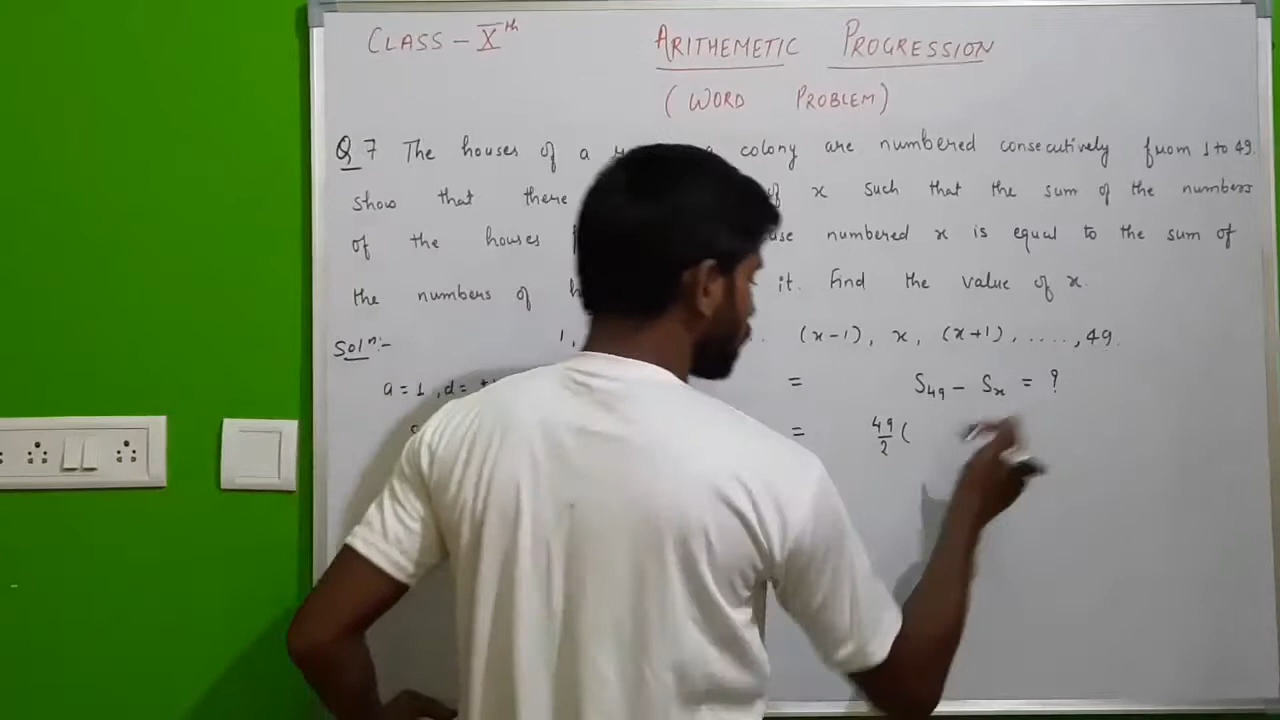 CLASS - Xth
ARITHEMETIC PROGRESSION
(WORD PROBLEM)
Q 7 The houses of a colony are numbered consecutively from 1 to 49.
show that there x such that the sum of the numbers
of the houses numbered x is equal to the sum of
the numbers of it. Find the value of x.
Solⁿ:- 1, (x-1), x, (x+1), ....., 49.
a = 1, d = = S₄₉ - Sₓ = ?
= 49/2 (